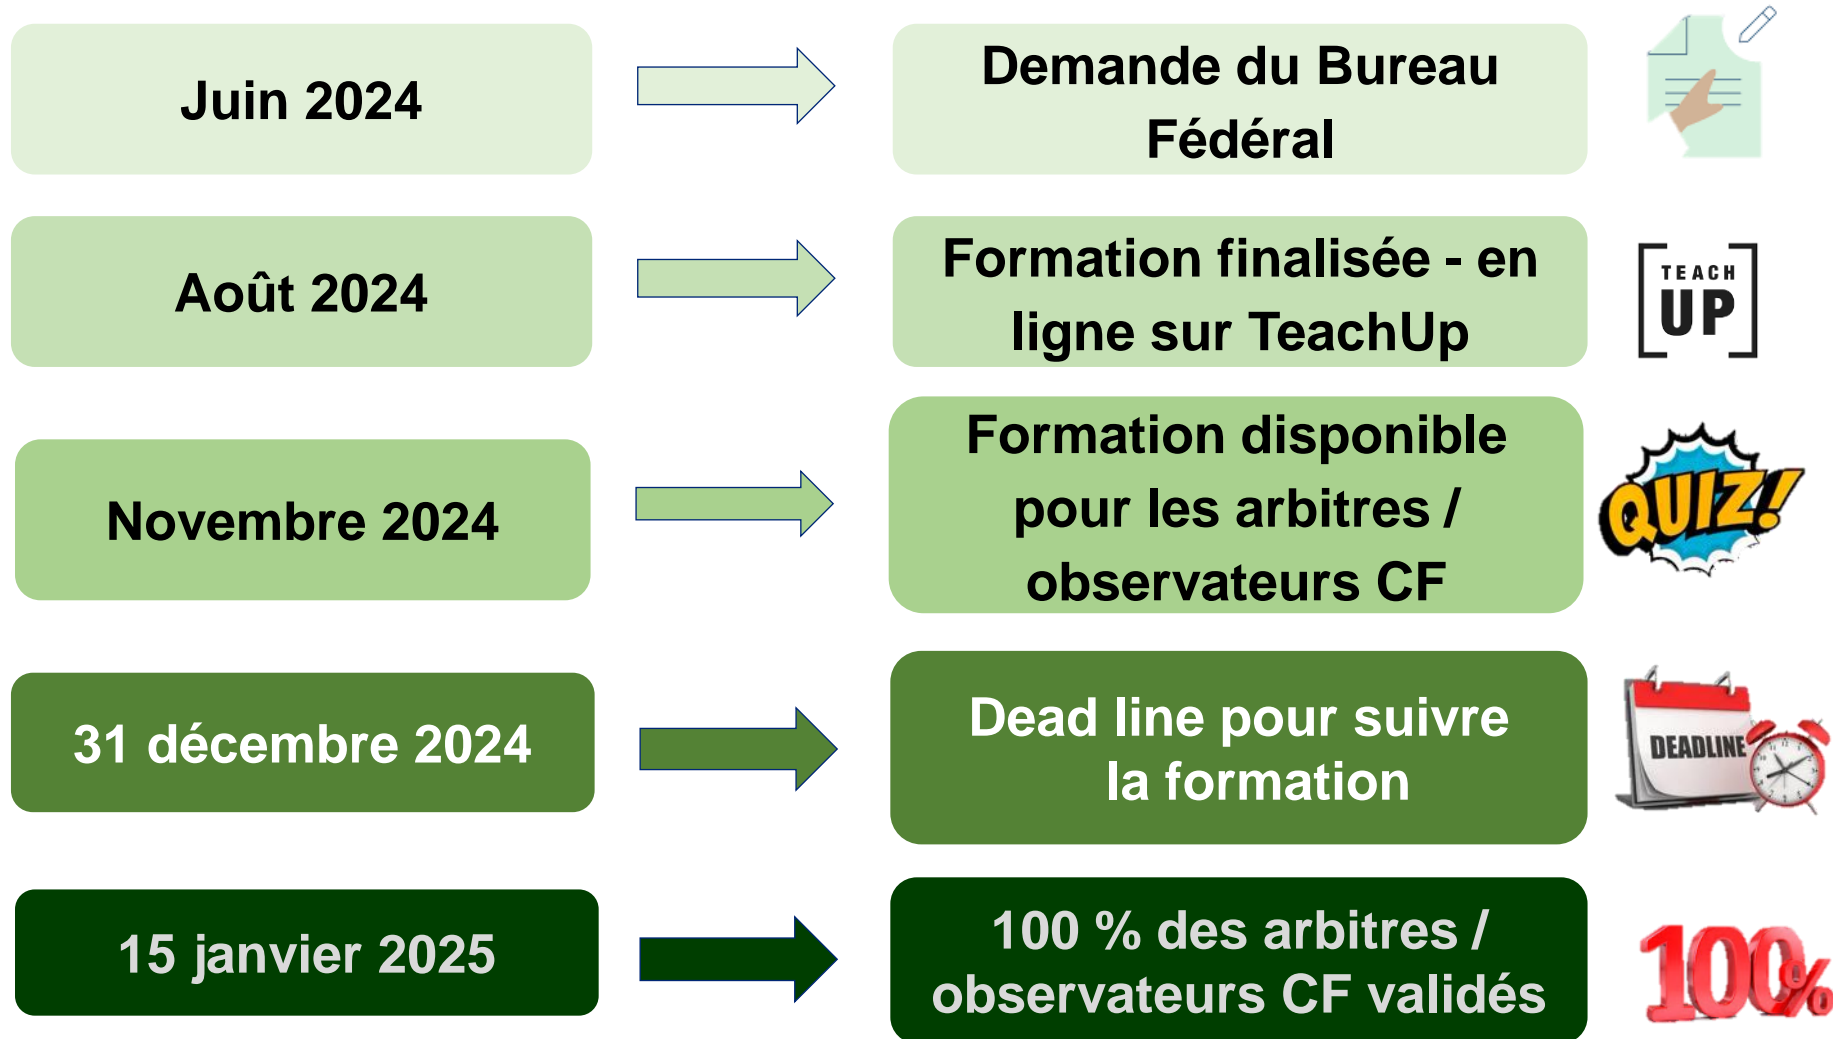 Juin 2024
Demande du Bureau
Fédéral
Août 2024
Formation finalisée - en
ligne sur TeachUp
TEACH
UP
Novembre 2024
Formation disponible
pour les arbitres /
observateurs CF
QUIZ!
31 décembre 2024
Dead line pour suivre
la formation
DEADLINE
15 janvier 2025
100 % des arbitres /
observateurs CF validés
100%